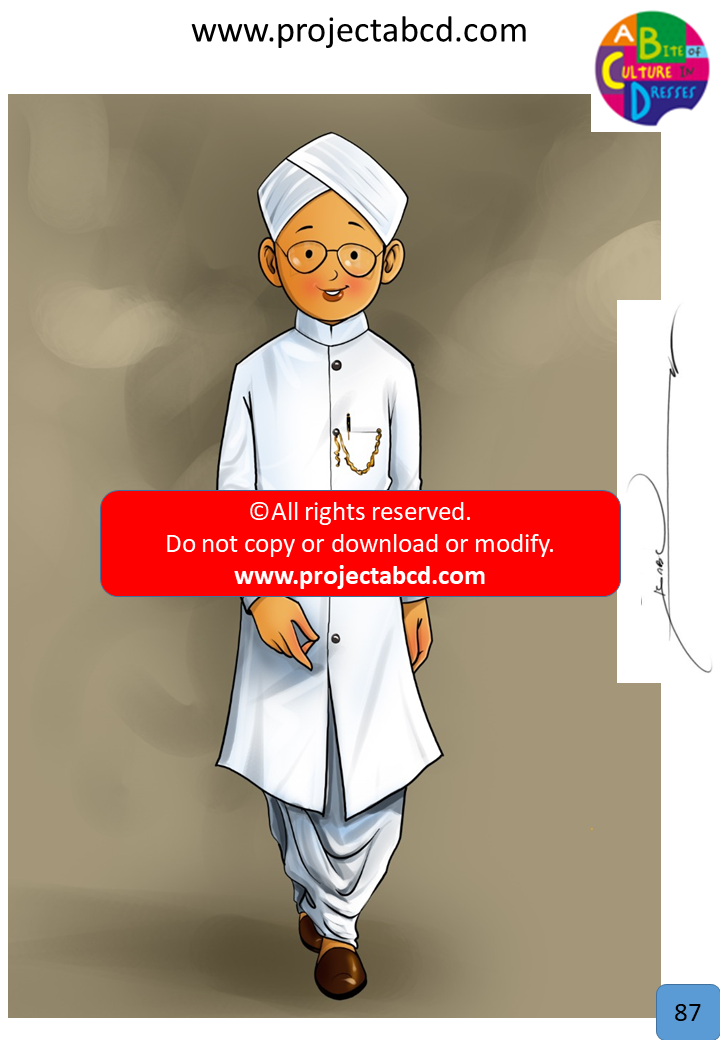 www.projectabcd.com
A
BITE OF
CULTURE IN
DRESSES
©All rights reserved.
Do not copy or download or modify.
www.projectabcd.com
87